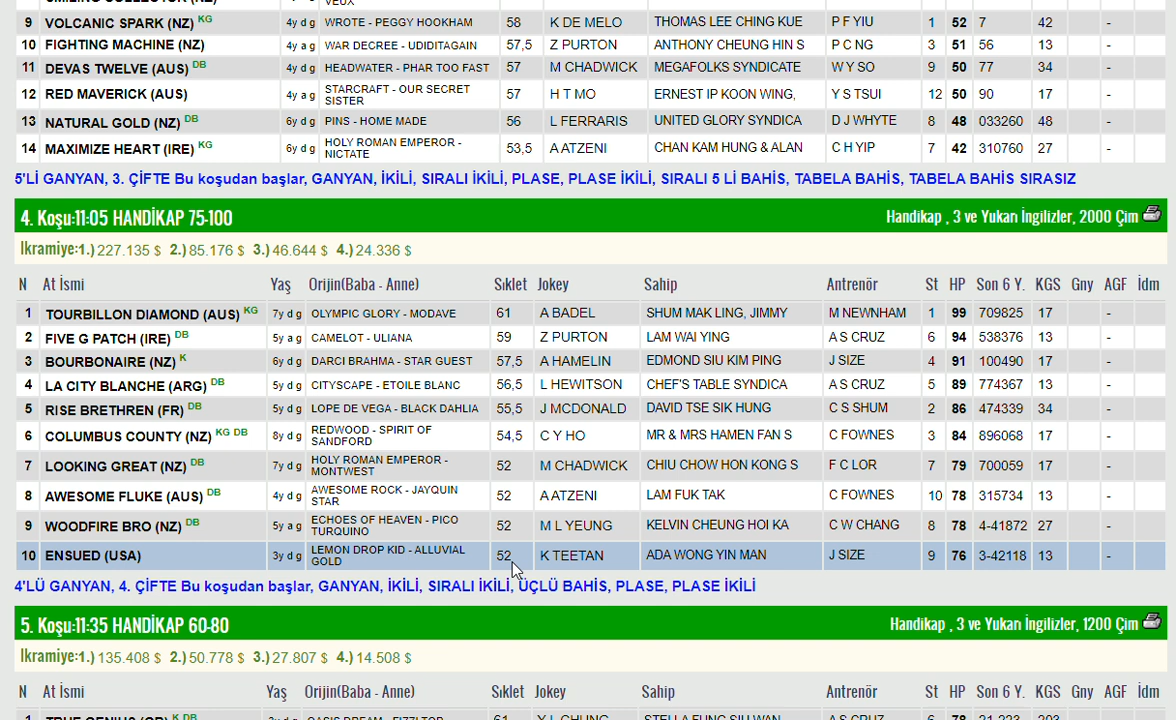 VEUX
9 VOLCANIC SPARK (NZ) KG 4y d g WROTE - PEGGY HOOKHAM 58 K DE MELO THOMAS LEE CHING KUE P F YIU 1 52 7 42 -
10 FIGHTING MACHINE (NZ) 4y a g WAR DECREE - UDIDITAGAIN 57,5 Z PURTON ANTHONY CHEUNG HIN S P C NG 3 51 56 13 -
11 DEVAS TWELVE (AUS) DB 4y d g HEADWATER - PHAR TOO FAST 57 M CHADWICK MEGAFOLKS SYNDICATE W Y SO 9 50 77 34 -
12 RED MAVERICK (AUS) 4y a g STARCRAFT - OUR SECRET SISTER 57 H T MO ERNEST IP KOON WING, Y S TSUI 12 50 90 17 -
13 NATURAL GOLD (NZ) DB 6y d g PINS - HOME MADE 56 L FERRARIS UNITED GLORY SYNDICA D J WHYTE 8 48 033260 48 -
14 MAXIMIZE HEART (IRE) KG 6y d g HOLY ROMAN EMPEROR - NICTATE 53,5 A ATZENI CHAN KAM HUNG & ALAN C H YIP 7 42 310760 27 -
5'Lİ GANYAN, 3. ÇİFTE Bu koşudan başlar, GANYAN, İKİLİ, SIRALI İKİLİ, PLASE, PLASE İKİLİ, SIRALI 5 Lİ BAHİS, TABELA BAHİS, TABELA BAHİS SIRASIZ
4. Koşu:11:05 HANDİKAP 75-100 Handikap , 3 ve Yukarı İngilizler, 2000 Çim
İkramiye:1.) 227.135 $ 2.) 85.176 $ 3.) 46.644 $ 4.) 24.336 $
N At İsmi Yaş Orijin(Baba - Anne) Sıklet Jokey Sahip Antrenör St HP Son 6 Y. KGS Gny AGF İdm
1 TOURBILLON DIAMOND (AUS) KG 7y d g OLYMPIC GLORY - MODAVE 61 A BADEL SHUM MAK LING, JIMMY M NEWNHAM 1 99 709825 17 -
2 FIVE G PATCH (IRE) DB 5y a g CAMELOT - ULIANA 59 Z PURTON LAM WAI YING A S CRUZ 6 94 538376 13 -
3 BOURBONAIRE (NZ) K 6y d g DARCI BRAHMA - STAR GUEST 57,5 A HAMELIN EDMOND SIU KIM PING J SIZE 4 91 100490 17 -
4 LA CITY BLANCHE (ARG) DB 5y d g CITYSCAPE - ETOILE BLANC 56,5 L HEWITSON CHEF'S TABLE SYNDICA A S CRUZ 5 89 774367 13 -
5 RISE BRETHREN (FR) DB 5y d g LOPE DE VEGA - BLACK DAHLIA 55,5 J MCDONALD DAVID TSE SIK HUNG C S SHUM 2 86 474339 34 -
6 COLUMBUS COUNTY (NZ) KG DB 8y d g REDWOOD - SPIRIT OF SANDFORD 54,5 C Y HO MR & MRS HAMEN FAN S C FOWNES 3 84 896068 17 -
7 LOOKING GREAT (NZ) DB 7y d g HOLY ROMAN EMPEROR - MONTWEST 52 M CHADWICK CHIU CHOW HON KONG S F C LOR 7 79 700059 17 -
8 AWESOME FLUKE (AUS) DB 4y d g AWESOME ROCK - JAYQUIN STAR 52 A ATZENI LAM FUK TAK C FOWNES 10 78 315734 13 -
9 WOODFIRE BRO (NZ) DB 5y a g ECHOES OF HEAVEN - PICO TURQUINO 52 M L YEUNG KELVIN CHEUNG HOI KA C W CHANG 8 78 4-41872 27 -
10 ENSUED (USA) 3y d g LEMON DROP KID - ALLUVIAL GOLD 52 K TEETAN ADA WONG YIN MAN J SIZE 9 76 3-42118 13 -
4'LÜ GANYAN, 4. ÇİFTE Bu koşudan başlar, GANYAN, İKİLİ, SIRALI İKİLİ, ÜÇLÜ BAHİS, PLASE, PLASE İKİLİ
5. Koşu:11:35 HANDİKAP 60-80 Handikap , 3 ve Yukarı İngilizler, 1200 Çim
İkramiye:1.) 135.408 $ 2.) 50.778 $ 3.) 27.807 $ 4.) 14.508 $
N At İsmi Yaş Orijin(Baba - Anne) Sıklet Jokey Sahip Antrenör St HP Son 6 Y. KGS Gny AGF İdm